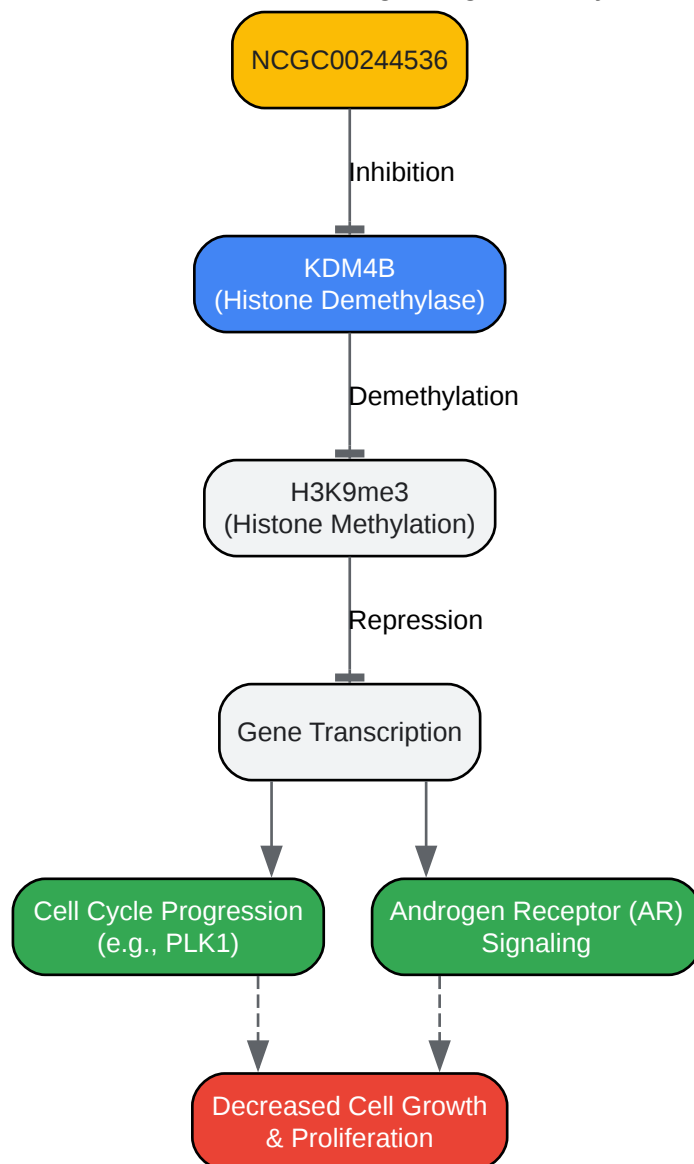 NCGC00244536
Inhibition
KDM4B
(Histone Demethylase)
Demethylation
H3K9me3
(Histone Methylation)
Repression
Gene Transcription
Cell Cycle Progression
(e.g., PLK1)
Androgen Receptor (AR)
Signaling
Decreased Cell Growth
& Proliferation